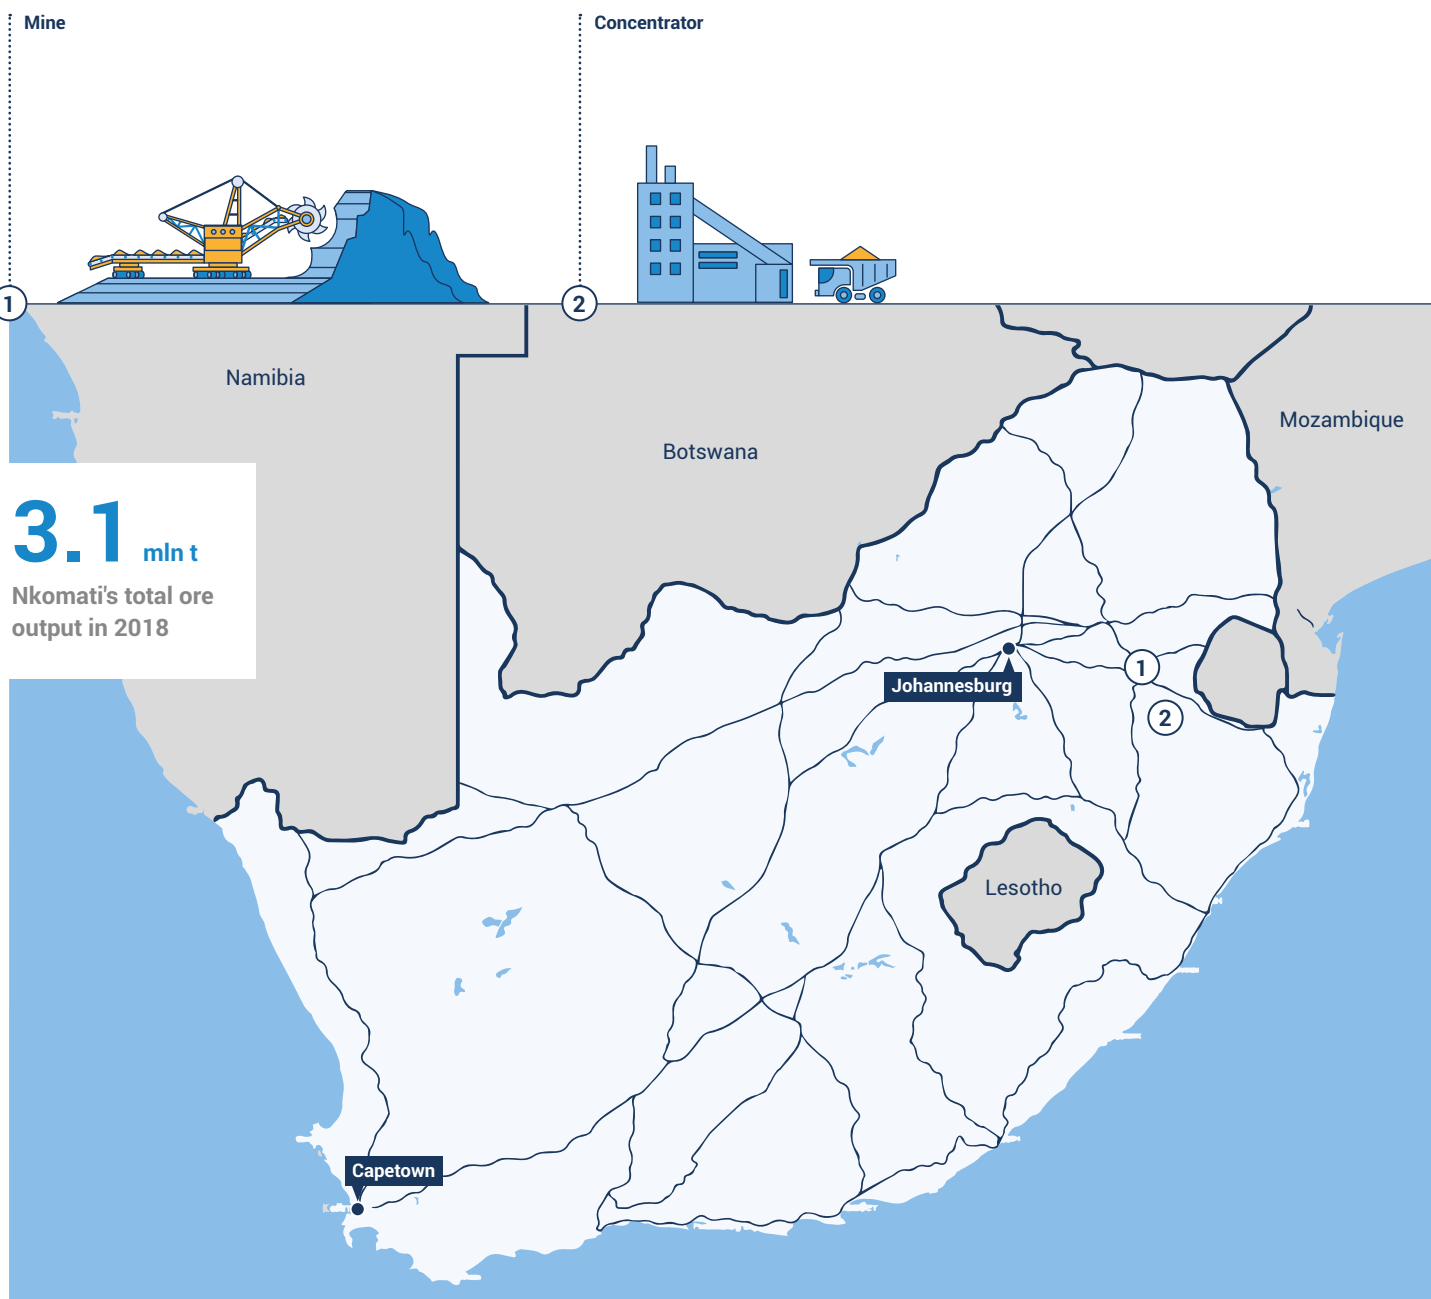 Mine
Concentrator
1
2
Namibia
Botswana
Mozambique
3.1 mln t
Nkomati's total ore
output in 2018
Johannesburg
1
2
Lesotho
Capetown